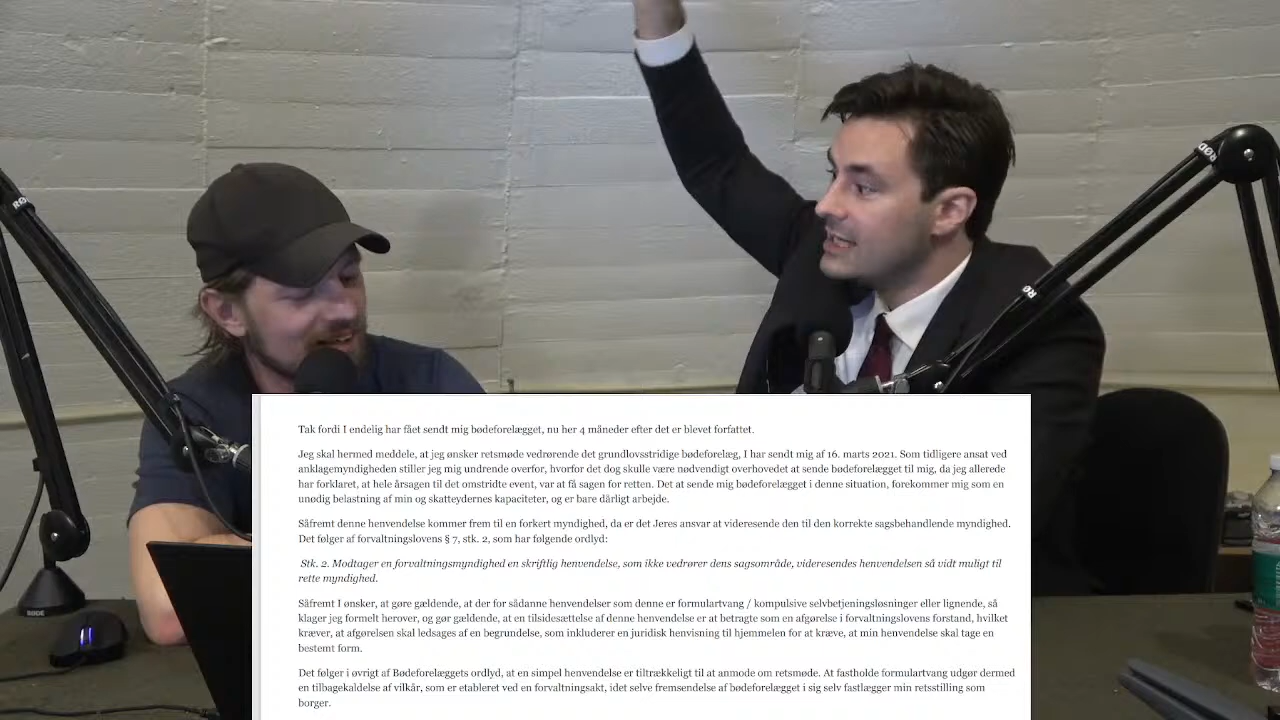 RØ
RØD
RØ
RØDE
Tak fordi I endelig har fået sendt mig bødeforelægget, nu her 4 måneder efter det er blevet forfattet.
Jeg skal hermed meddele, at jeg ønsker retsmøde vedrørende det grundlovsstridige bødeforelæg, I har sendt mig af 16. marts 2021. Som tidligere ansat ved
anklagemyndigheden stiller jeg mig undrende overfor, hvorfor det dog skulle være nødvendigt overhovedet at sende bødeforelægget til mig, da jeg allerede
har forklaret, at hele årsagen til det omstridte event, var at få sagen for retten. Det at sende mig bødeforelægget i denne situation, forekommer mig som en
unødig belastning af min og skatteydernes kapaciteter, og er bare dårligt arbejde.
Såfremt denne henvendelse kommer frem til en forkert myndighed, da er det Jeres ansvar at videresende den til den korrekte sagsbehandlende myndighed.
Det følger af forvaltningslovens § 7, stk. 2, som har følgende ordlyd:
Stk. 2. Modtager en forvaltningsmyndighed en skriftlig henvendelse, som ikke vedrører dens sagsområde, videresendes henvendelsen så vidt muligt til
rette myndighed.
Såfremt I ønsker, at gøre gældende, at der for sådanne henvendelser som denne er formulartvang / kompulsive selvbetjeningsløsninger eller lignende, så
klager jeg formelt herover, og gør gældende, at en tilsidesættelse af denne henvendelse er at betragte som en afgørelse i forvaltningslovens forstand, hvilket
kræver, at afgørelsen skal ledsages af en begrundelse, som inkluderer en juridisk henvisning til hjemmelen for at kræve, at min henvendelse skal tage en
bestemt form.
Det følger i øvrigt af Bødeforelæggets ordlyd, at en simpel henvendelse er tiltrækkeligt til at anmode om retsmøde. At fastholde formulartvang udgør dermed
en tilbagekaldelse af vilkår, som er etableret ved en forvaltningsakt, idet selve fremsendelse af bødeforelægget i sig selv fastlægger min retsstilling som
borger.